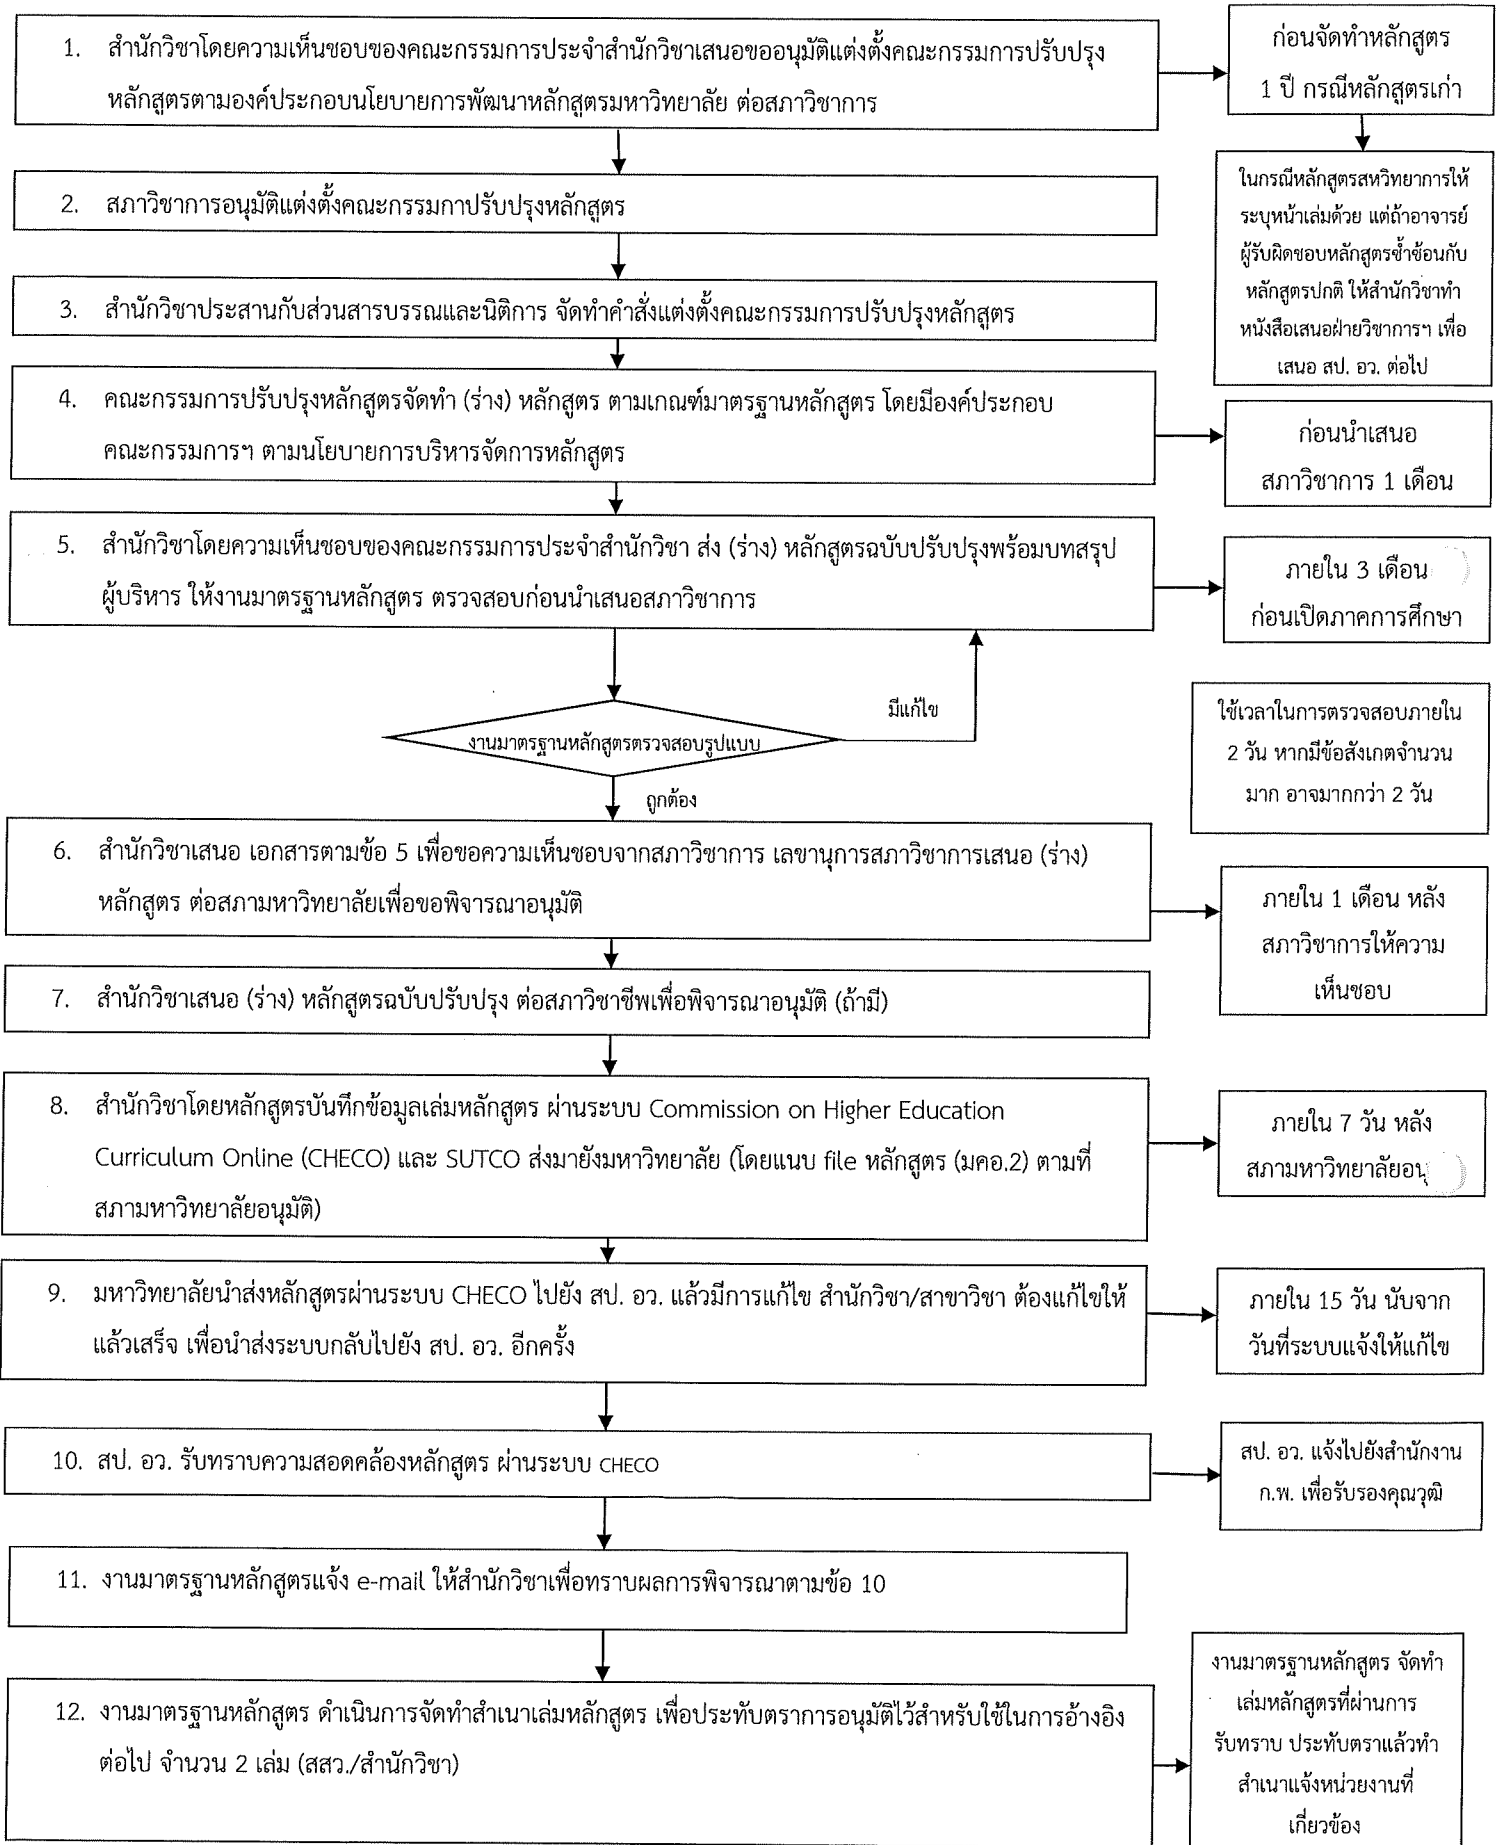 1. สำนักวิชาโดยความเห็นชอบของคณะกรรมการประจำสำนักวิชาเสนอขออนุมัติแต่งตั้งคณะกรรมการปรับปรุง
หลักสูตรตามองค์ประกอบนโยบายการพัฒนาหลักสูตรมหาวิทยาลัย ต่อสภาวิชาการ
ก่อนจัดทำหลักสูตร
1 ปี กรณีหลักสูตรเก่า
ในกรณีหลักสูตรสหวิทยาการให้
ระบุหน้าเล่มด้วย แต่ถ้าอาจารย์
ผู้รับผิดชอบหลักสูตรซ้ำซ้อนกับ
หลักสูตรปกติ ให้สำนักวิชาทำ
หนังสือเสนอฝ่ายวิชาการฯ เพื่อ
เสนอ สป. อว. ต่อไป
2. สภาวิชาการอนุมัติแต่งตั้งคณะกรรมกาปรับปรุงหลักสูตร
3. สำนักวิชาประสานกับส่วนสารบรรณและนิติการ จัดทำคำสั่งแต่งตั้งคณะกรรมการปรับปรุงหลักสูตร
4. คณะกรรมการปรับปรุงหลักสูตรจัดทำ (ร่าง) หลักสูตร ตามเกณฑ์มาตรฐานหลักสูตร โดยมีองค์ประกอบ
คณะกรรมการฯ ตามนโยบายการบริหารจัดการหลักสูตร
ก่อนนำเสนอ
สภาวิชาการ 1 เดือน
5. สำนักวิชาโดยความเห็นชอบของคณะกรรมการประจำสำนักวิชา ส่ง (ร่าง) หลักสูตรฉบับปรับปรุงพร้อมบทสรุป
ผู้บริหาร ให้งานมาตรฐานหลักสูตร ตรวจสอบก่อนนำเสนอสภาวิชาการ
ภายใน 3 เดือน
ก่อนเปิดภาคการศึกษา
มีแก้ไข
งานมาตรฐานหลักสูตรตรวจสอบรูปแบบ
ถูกต้อง
ใช้เวลาในการตรวจสอบภายใน
2 วัน หากมีข้อสังเกตจำนวน
มาก อาจมากกว่า 2 วัน
6. สำนักวิชาเสนอ เอกสารตามข้อ 5 เพื่อขอความเห็นชอบจากสภาวิชาการ เลขานุการสภาวิชาการเสนอ (ร่าง)
หลักสูตร ต่อสภามหาวิทยาลัยเพื่อขอพิจารณาอนุมัติ
ภายใน 1 เดือน หลัง
สภาวิชาการให้ความ
เห็นชอบ
7. สำนักวิชาเสนอ (ร่าง) หลักสูตรฉบับปรับปรุง ต่อสภาวิชาชีพเพื่อพิจารณาอนุมัติ (ถ้ามี)
8. สำนักวิชาโดยหลักสูตรบันทึกข้อมูลเล่มหลักสูตร ผ่านระบบ Commission on Higher Education
Curriculum Online (CHECO) และ SUTCO ส่งมายังมหาวิทยาลัย (โดยแนบ file หลักสูตร (มคอ.2) ตามที่
สภามหาวิทยาลัยอนุมัติ)
ภายใน 7 วัน หลัง
สภามหาวิทยาลัยอนุ
9. มหาวิทยาลัยนำส่งหลักสูตรผ่านระบบ CHECO ไปยัง สป. อว. แล้วมีการแก้ไข สำนักวิชา/สาขาวิชา ต้องแก้ไขให้
แล้วเสร็จ เพื่อนำส่งระบบกลับไปยัง สป. อว. อีกครั้ง
ภายใน 15 วัน นับจาก
วันที่ระบบแจ้งให้แก้ไข
10. สป. อว. รับทราบความสอดคล้องหลักสูตร ผ่านระบบ CHECO
สป. อว. แจ้งไปยังสำนักงาน
ก.พ. เพื่อรับรองคุณวุฒิ
11. งานมาตรฐานหลักสูตรแจ้ง e-mail ให้สำนักวิชาเพื่อทราบผลการพิจารณาตามข้อ 10
12. งานมาตรฐานหลักสูตร ดำเนินการจัดทำสำเนาเล่มหลักสูตร เพื่อประทับตราการอนุมัติไว้สำหรับใช้ในการอ้างอิง
ต่อไป จำนวน 2 เล่ม (สสว./สำนักวิชา)
งานมาตรฐานหลักสูตร จัดทำ
เล่มหลักสูตรที่ผ่านการ
รับทราบ ประทับตราแล้วทำ
สำเนาแจ้งหน่วยงานที่
เกี่ยวข้อง